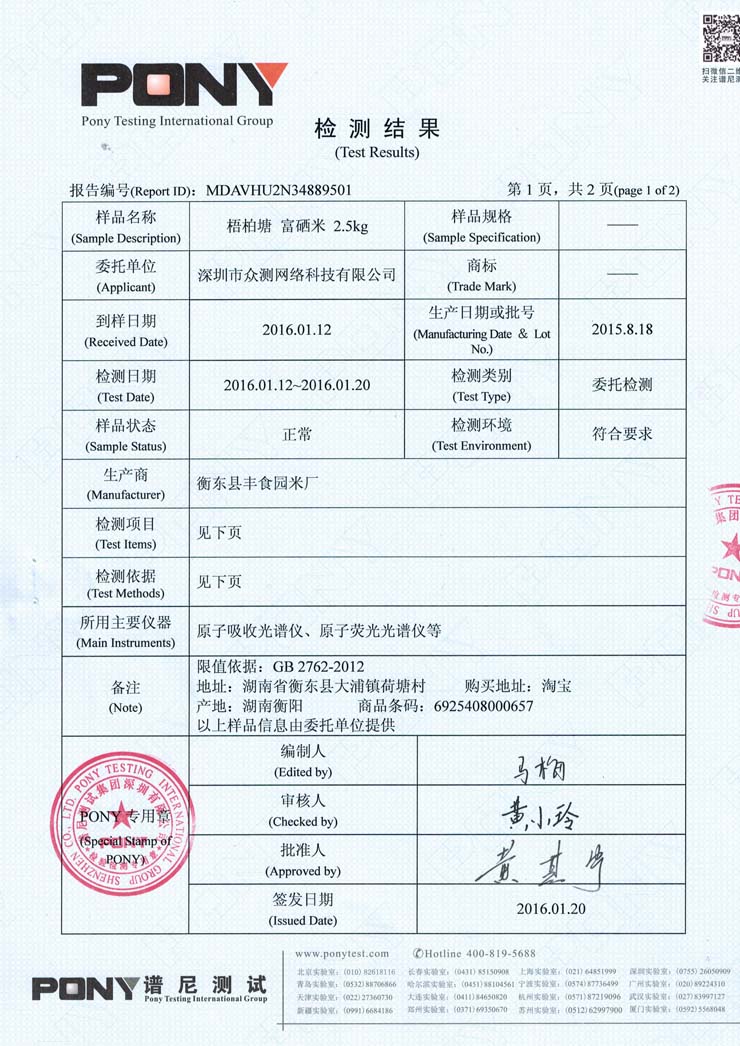 扫微信二维
关注谱尼测
PONY
Pony Testing International Group
检测结果
(Test Results)
报告编号(Report ID): MDAVHU2N34889501
第 1 页，共 2 页(page 1 of 2)
样品名称
(Sample Description)
梧柏塘 富硒米 2.5kg
样品规格
(Sample Specification)
——
委托单位
(Applicant)
深圳市众测网络科技有限公司
商标
(Trade Mark)
——
到样日期
(Received Date)
2016.01.12
生产日期或批号
(Manufacturing Date & Lot
No.)
2015.8.18
检测日期
(Test Date)
2016.01.12~2016.01.20
检测类别
(Test Type)
委托检测
样品状态
(Sample Status)
正常
检测环境
(Test Environment)
符合要求
生产商
(Manufacturer)
衡东县丰食园米厂
检测项目
(Test Items)
见下页
检测依据
(Test Methods)
见下页
所用主要仪器
(Main Instruments)
原子吸收光谱仪、原子荧光光谱仪等
备注
(Note)
限值依据：GB 2762-2012
地址：湖南省衡东县大浦镇荷塘村 购买地址：淘宝
产地：湖南衡阳 商品条码：6925408000657
以上样品信息由委托单位提供
PONY 专用章
(Special Stamp of
PONY)
SHENZHEN CO., LTD. PONY TESTING INTERNATIONAL GROUP
编制人
(Edited by)
马梅
审核人
(Checked by)
黄小玲
批准人
(Approved by)
签发日期
(Issued Date)
2016.01.20
PONY谱尼测试
Pony Testing International Group
www.ponytest.com ✆Hotline 400-819-5688
北京实验室：(010) 82618116 长春实验室：(0431) 85150908 上海实验室：(021) 64851999 深圳实验室：(0755) 26050909
青岛实验室：(0532) 88706866 哈尔滨实验室：(0451) 88104561 宁波实验室：(0574) 87736499 广州实验室：(020) 89224310
天津实验室：(022) 27360730 大连实验室：(0411) 84650820 杭州实验室：(0571) 87219096 武汉实验室：(027) 83997127
新疆实验室：(0991) 6684186 郑州实验室：(0371) 69350670 苏州实验室：(0512) 62997900 厦门实验室：(0592) 5568048